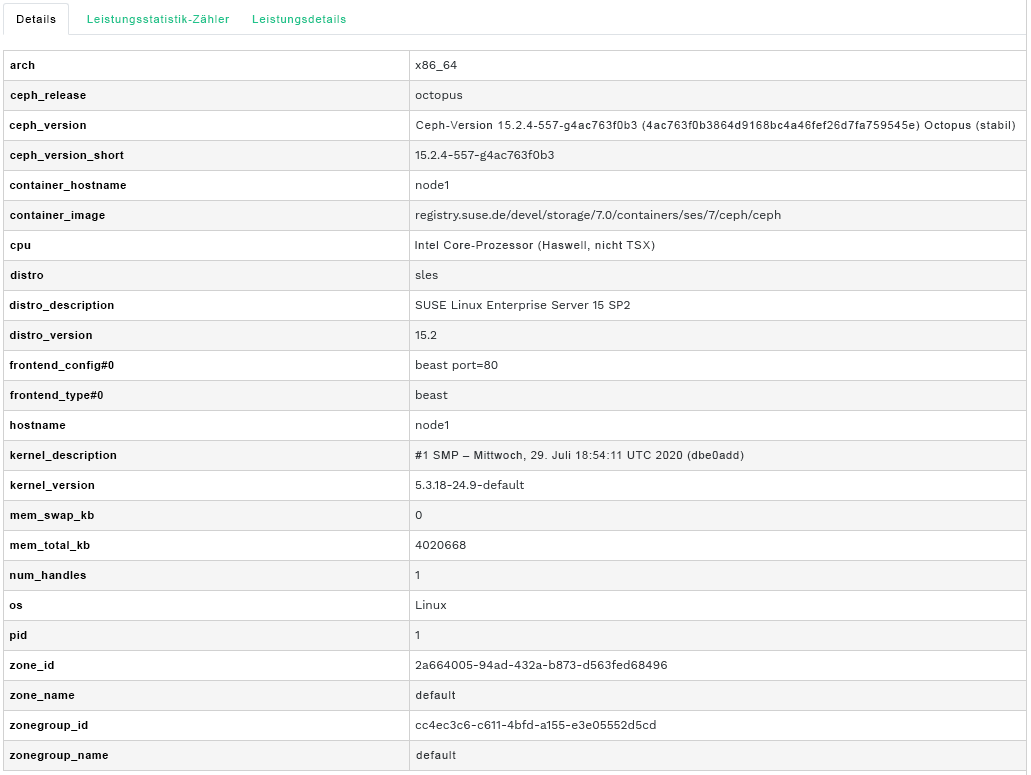 Details Leistungsstatistik-Zähler Leistungsdetails
arch x86_64
ceph_release octopus
ceph_version Ceph-Version 15.2.4-557-g4ac763f0b3 (4ac763f0b3864d9168bc4a46fef26d7fa759545e) Octopus (stabil)
ceph_version_short 15.2.4-557-g4ac763f0b3
container_hostname node1
container_image registry.suse.de/devel/storage/7.0/containers/ses/7/ceph/ceph
cpu Intel Core-Prozessor (Haswell, nicht TSX)
distro sles
distro_description SUSE Linux Enterprise Server 15 SP2
distro_version 15.2
frontend_config#0 beast port=80
frontend_type#0 beast
hostname node1
kernel_description #1 SMP – Mittwoch, 29. Juli 18:54:11 UTC 2020 (dbe0add)
kernel_version 5.3.18-24.9-default
mem_swap_kb 0
mem_total_kb 4020668
num_handles 1
os Linux
pid 1
zone_id 2a664005-94ad-432a-b873-d563fed68496
zone_name default
zonegroup_id cc4ec3c6-c611-4bfd-a155-e3e05552d5cd
zonegroup_name default